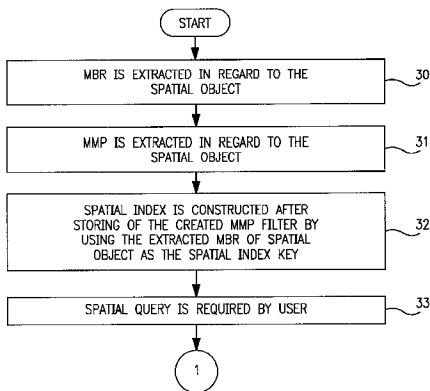 START
MBR IS EXTRACTED IN REGARD TO THE
SPATIAL OBJECT
30
MMP IS EXTRACTED IN REGARD TO THE
SPATIAL OBJECT
31
SPATIAL INDEX IS CONSTRUCTED AFTER
STORING OF THE CREATED MMP FILTER BY
USING THE EXTRACTED MBR OF SPATIAL
OBJECT AS THE SPATIAL INDEX KEY
32
SPATIAL QUERY IS REQUIRED BY USER
33
1